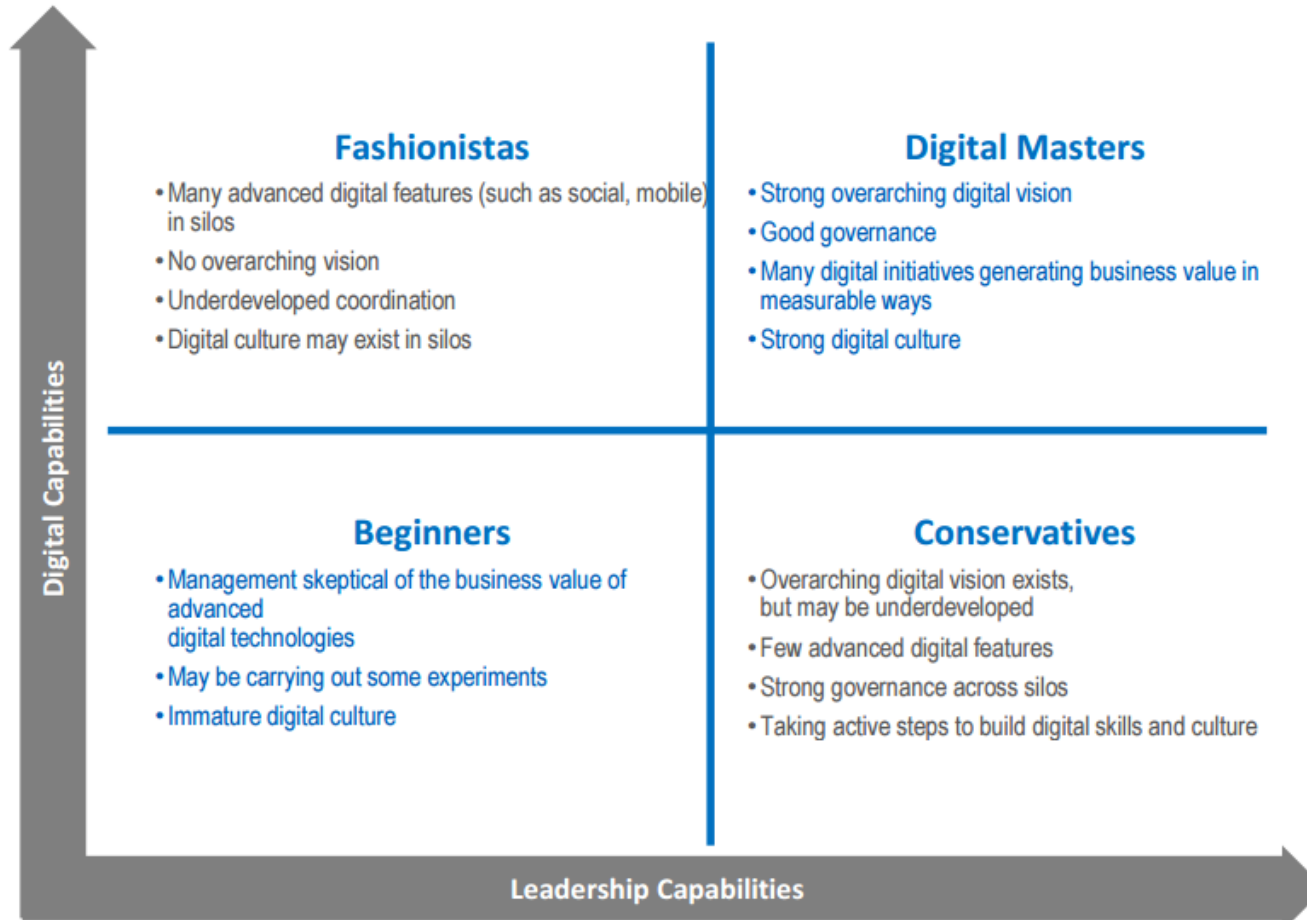 Fashionistas
• Many advanced digital features (such as social, mobile)
in silos
• No overarching vision
• Underdeveloped coordination
• Digital culture may exist in silos
Digital Masters
• Strong overarching digital vision
• Good governance
• Many digital initiatives generating business value in
measurable ways
• Strong digital culture
Digital Capabilities
Beginners
• Management skeptical of the business value of
advanced
digital technologies
• May be carrying out some experiments
• Immature digital culture
Conservatives
• Overarching digital vision exists,
but may be underdeveloped
• Few advanced digital features
• Strong governance across silos
• Taking active steps to build digital skills and culture
Leadership Capabilities